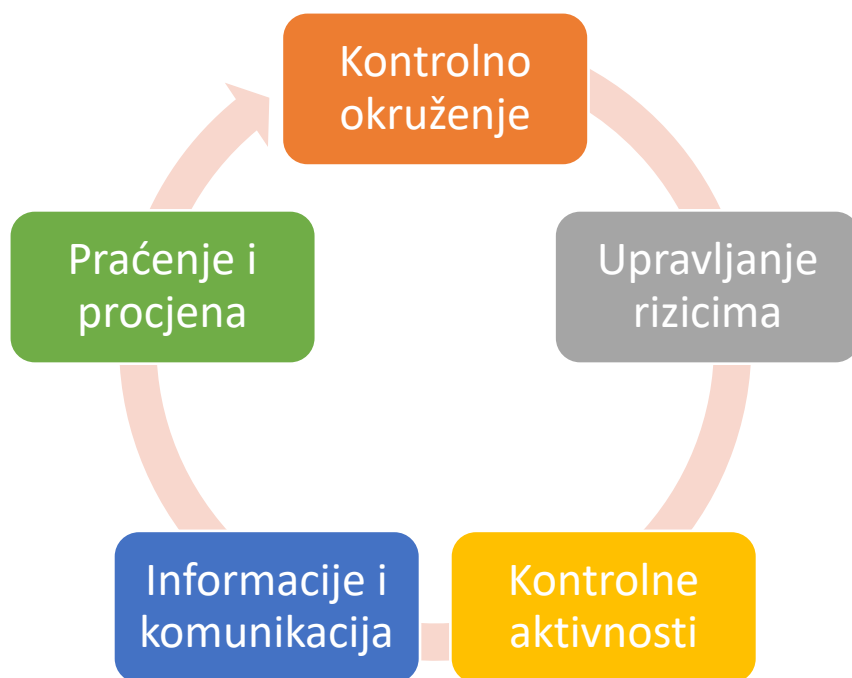 Kontrolno
okruženje
Upravljanje
rizicima
Kontrolne
aktivnosti
Informacije i
komunikacija
Praćenje i
procjena